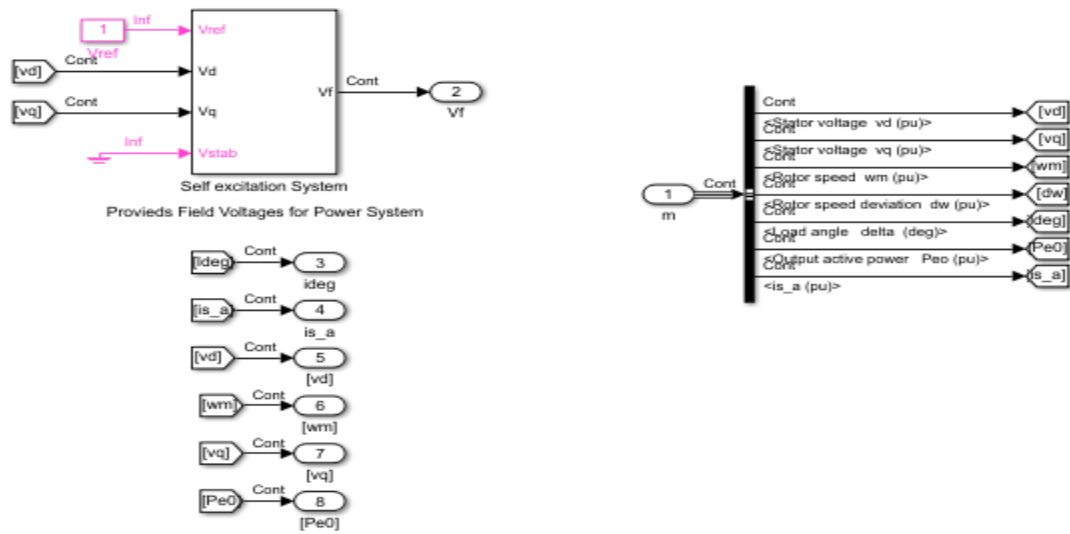 Inf
1
Vref
Vref
Cont
[vd]
Vd
Cont
[vq]
Vq
Inf
Vstab
Vf
Cont
2
Vf
Self excitation System
Provieds Field Voltages for Power System
[Ideg]
Cont
3
ideg
[is_a]
Cont
4
is_a
[vd]
Cont
5
[vd]
[wm]
Cont
6
[wm]
[vq]
Cont
7
[vq]
[Pe0]
Cont
8
[Pe0]
1
m
Cont
Cont
[vd]
<Stator voltage vd (pu)>
Cont
[vq]
<Stator voltage vq (pu)>
Cont
[wm]
<Rotor speed wm (pu)>
Cont
[dw]
<Rotor speed deviation dw (pu)>
Cont
deg]
<Load angle delta (deg)>
Cont
[Pe0]
<Output active power Peo (pu)>
Cont
is_a]
<is_a (pu)>